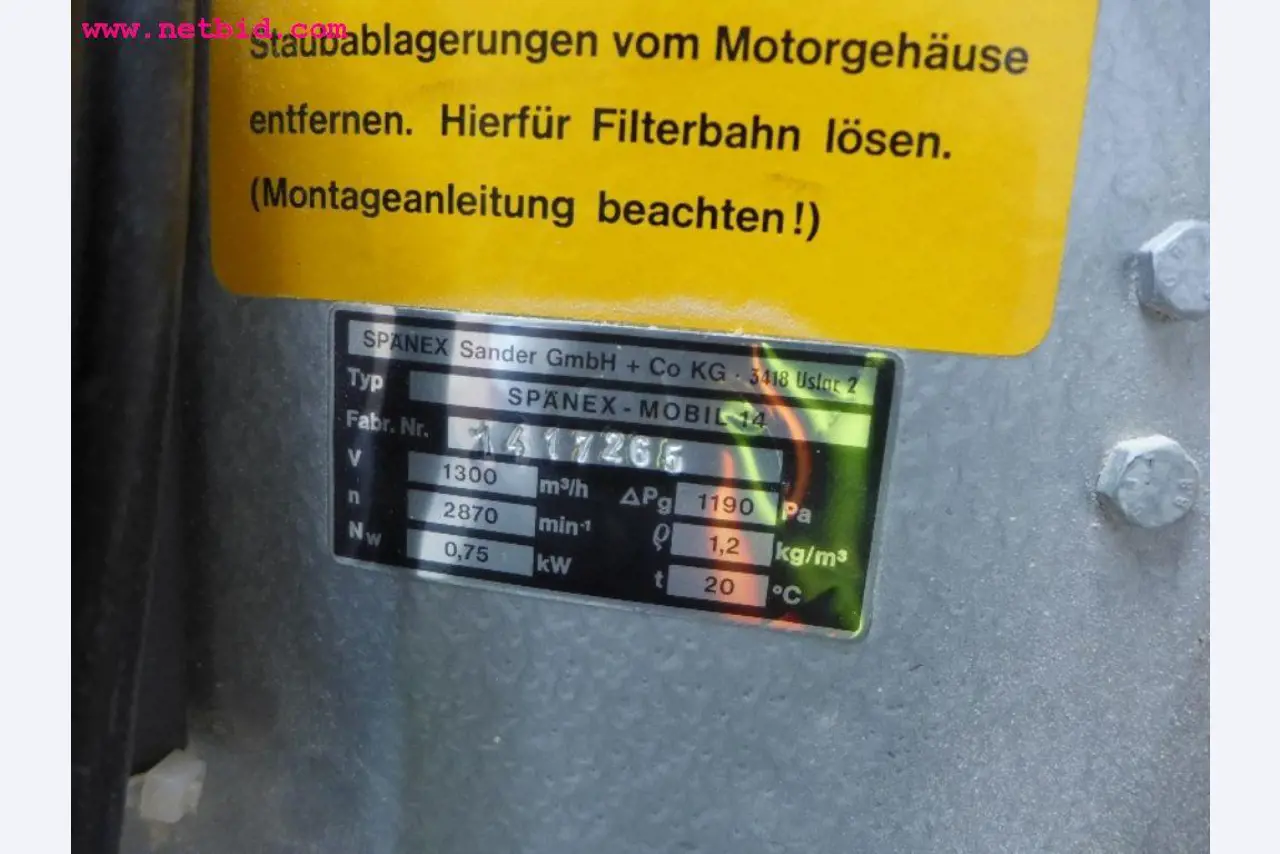 www.netbid.com
Staubablagerungen vom Motorgehäuse
entfernen. Hierfür Filterbahn lösen.
(Montageanleitung beachten!)
SPÄNEX Sander GmbH + Co KG · 3418 Uslar 2
Typ SPÄNEX-MOBIL 14
Fabr. Nr. 1417265
V 1300 m³/h ΔPg 1190 Pa
n 2870 min-1 ϱ 1,2 kg/m³
Nw 0,75 kW t 20 °C